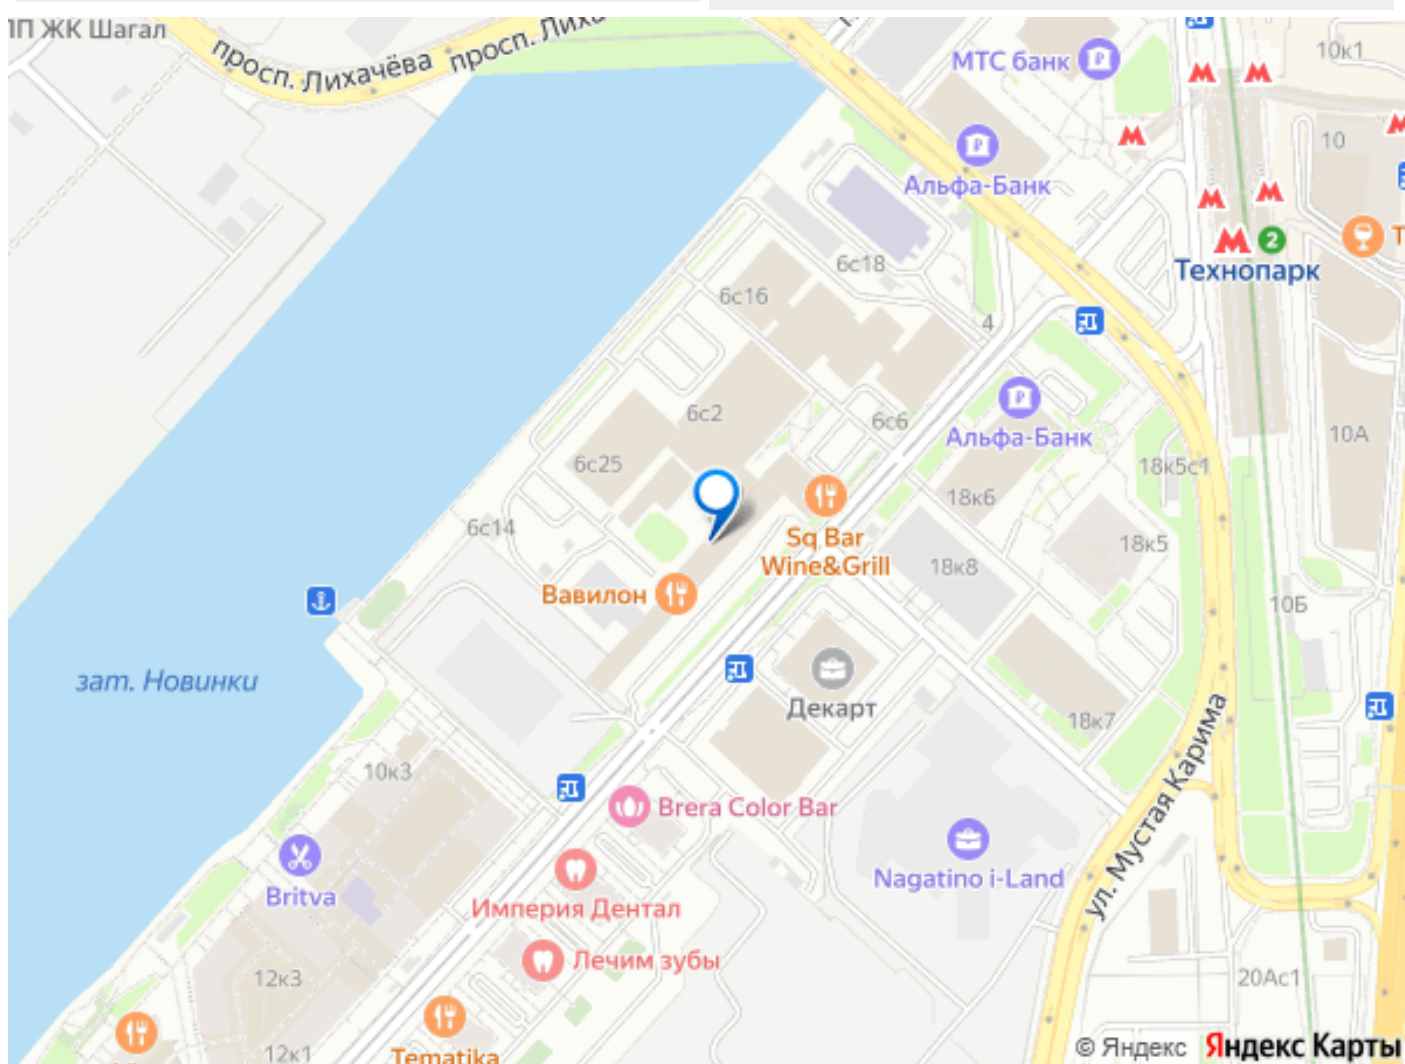 ПП ЖК Шагал
просп. Лихачёва
просп. Лиха
МТС банк
10к1
10
Альфа-Банк
2
Технопарк
6с18
6с16
4
6с2
6с6
Альфа-Банк
10А
6с25
18к5с1
18к6
6с14
Sq Bar
Wine&Grill
18к5
18к8
Вавилон
10Б
зат. Новинки
Декарт
18к7
ул. Мустая Карима
10к3
Brera Color Bar
Britva
Nagatino i-Land
Империя Дентал
Лечим зубы
12к3
20Ас1
12к1
Tematika
© Яндекс Яндекс Карты